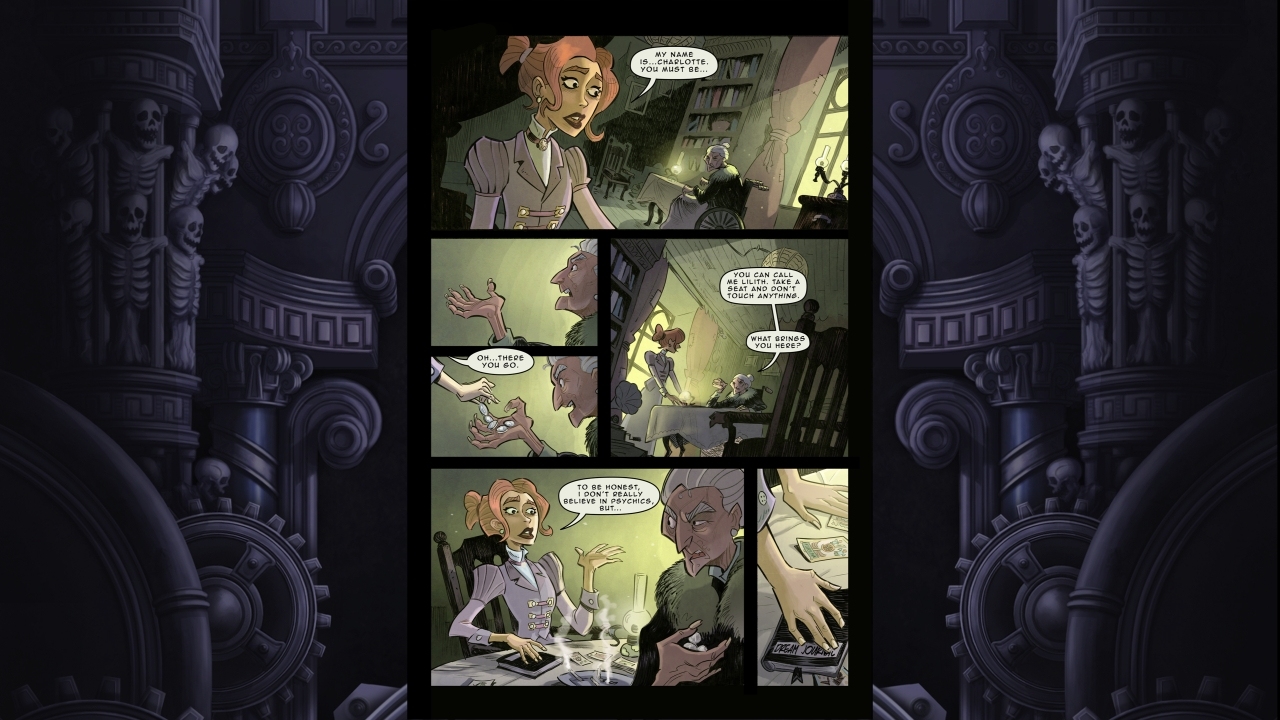 MY NAME
IS...CHARLOTTE.
YOU MUST BE...
OH...THERE
YOU GO.
YOU CAN CALL
ME LILITH. TAKE A
SEAT AND DON'T
TOUCH ANYTHING.
WHAT BRINGS
YOU HERE?
TO BE HONEST,
I DON'T REALLY
BELIEVE IN PSYCHICS,
BUT...
DREAM JOURNAL